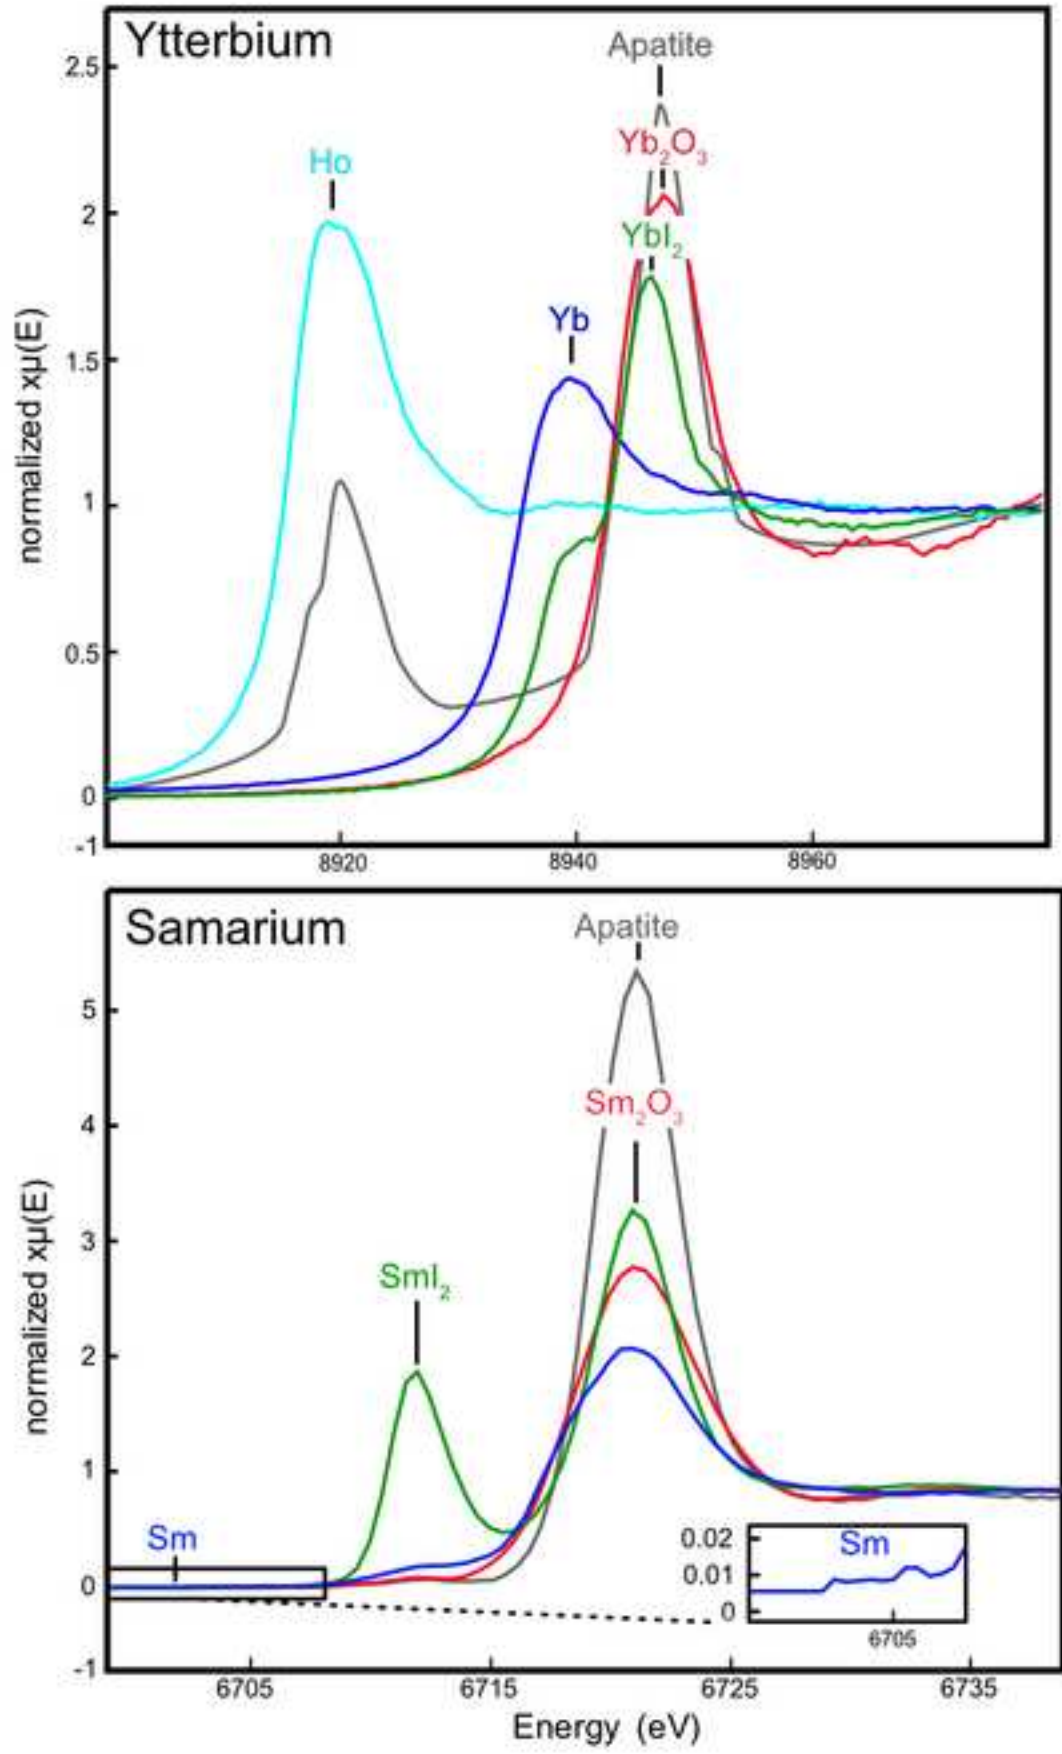 Ytterbium
Apatite
2.5
Yb₂O₃
Ho
2
YbI₂
Yb
normalized xμ(E)
1.5
1
0.5
0
-1
8920
8940
8960
Samarium
Apatite
5
Sm₂O₃
4
normalized xμ(E)
3
SmI₂
2
1
Sm
0
0.02
Sm
0.01
0
6705
-1
6705
6715
6725
6735
Energy (eV)